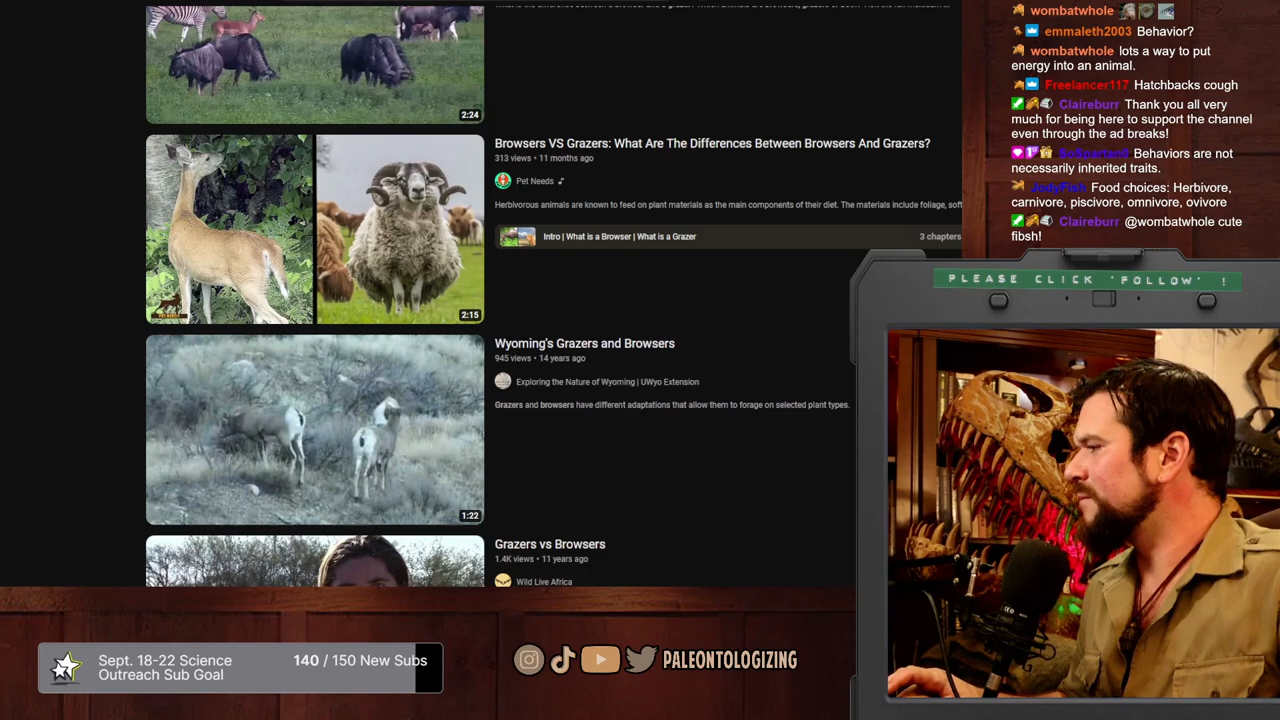 2:24
Browsers VS Grazers: What Are The Differences Between Browsers And Grazers?
313 views • 11 months ago
Pet Needs
Herbivorous animals are known to feed on plant materials as the main components of their diet. The materials include foliage, soft
Intro | What is a Browser | What is a Grazer
3 chapters
2:15
Wyoming's Grazers and Browsers
945 views • 14 years ago
Exploring the Nature of Wyoming | UWyo Extension
Grazers and browsers have different adaptations that allow them to forage on selected plant types.
1:22
Grazers vs Browsers
1.4K views • 11 years ago
Wild Live Africa
wombatwhole
emmaleth2003 Behavior?
wombatwhole lots a way to put
energy into an animal.
Freelancer117 Hatchbacks cough
Claireburr Thank you all very
much for being here to support the channel
even through the ad breaks!
Behaviors are not
necessarily inherited traits.
JodyFish Food choices: Herbivore,
carnivore, piscivore, omnivore, ovivore
Claireburr @wombatwhole cute
fibsh!
PLEASE CLICK "FOLLOW" !
Sept. 18-22 Science
Outreach Sub Goal
140 / 150 New Subs
PALEONTOLOGIZING